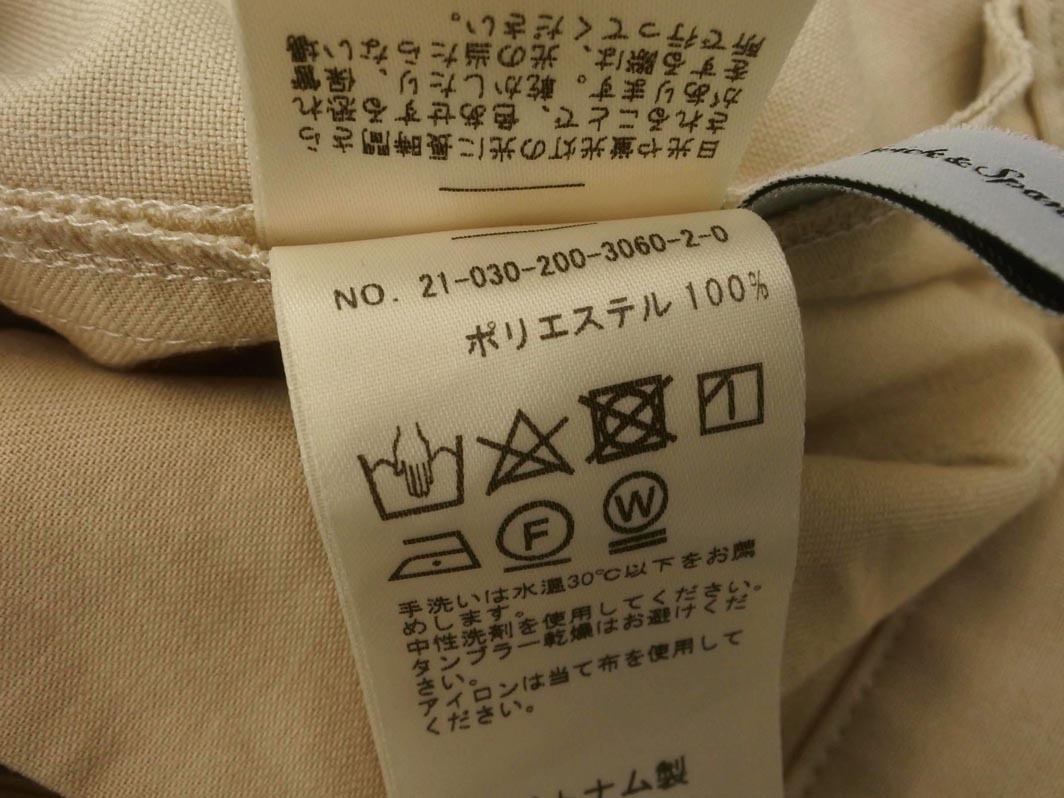 日光や蛍光灯の光に長時間さら
されることで、色あせする恐れ
があります。乾かしたり、保管
する際は、光の当たらない場
所で行ってください。
ick & Span
NO. 21-030-200-3060-2-0
ポリエステル 100%
F W
手洗いは水温30℃以下をお薦
めします。
中性洗剤を使用してください。
タンブラー乾燥はお避けくだ
さい。
アイロンは当て布を使用して
ください。
トナム製